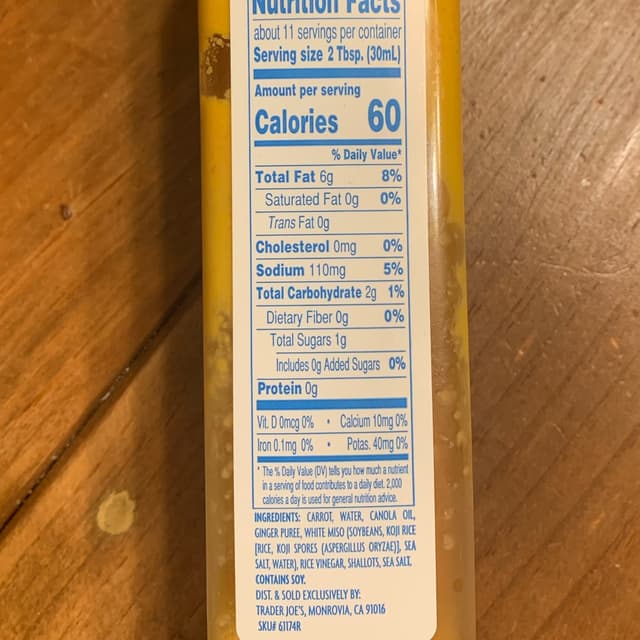 Nutrition Facts
about 11 servings per container
Serving size 2 Tbsp. (30mL)
Amount per serving
Calories 60
% Daily Value*
Total Fat 6g 8%
Saturated Fat 0g 0%
Trans Fat 0g
Cholesterol 0mg 0%
Sodium 110mg 5%
Total Carbohydrate 2g 1%
Dietary Fiber 0g 0%
Total Sugars 1g
Includes 0g Added Sugars 0%
Protein 0g
Vit. D 0mcg 0% • Calcium 10mg 0%
Iron 0.1mg 0% • Potas. 40mg 0%
* The % Daily Value (DV) tells you how much a nutrient
in a serving of food contributes to a daily diet. 2,000
calories a day is used for general nutrition advice.
INGREDIENTS: CARROT, WATER, CANOLA OIL,
GINGER PUREE, WHITE MISO (SOYBEANS, KOJI RICE
[RICE, KOJI SPORES (ASPERGILLUS ORYZAE)], SEA
SALT, WATER), RICE VINEGAR, SHALLOTS, SEA SALT.
CONTAINS SOY.
DIST. & SOLD EXCLUSIVELY BY:
TRADER JOE'S, MONROVIA, CA 91016
SKU# 61174R